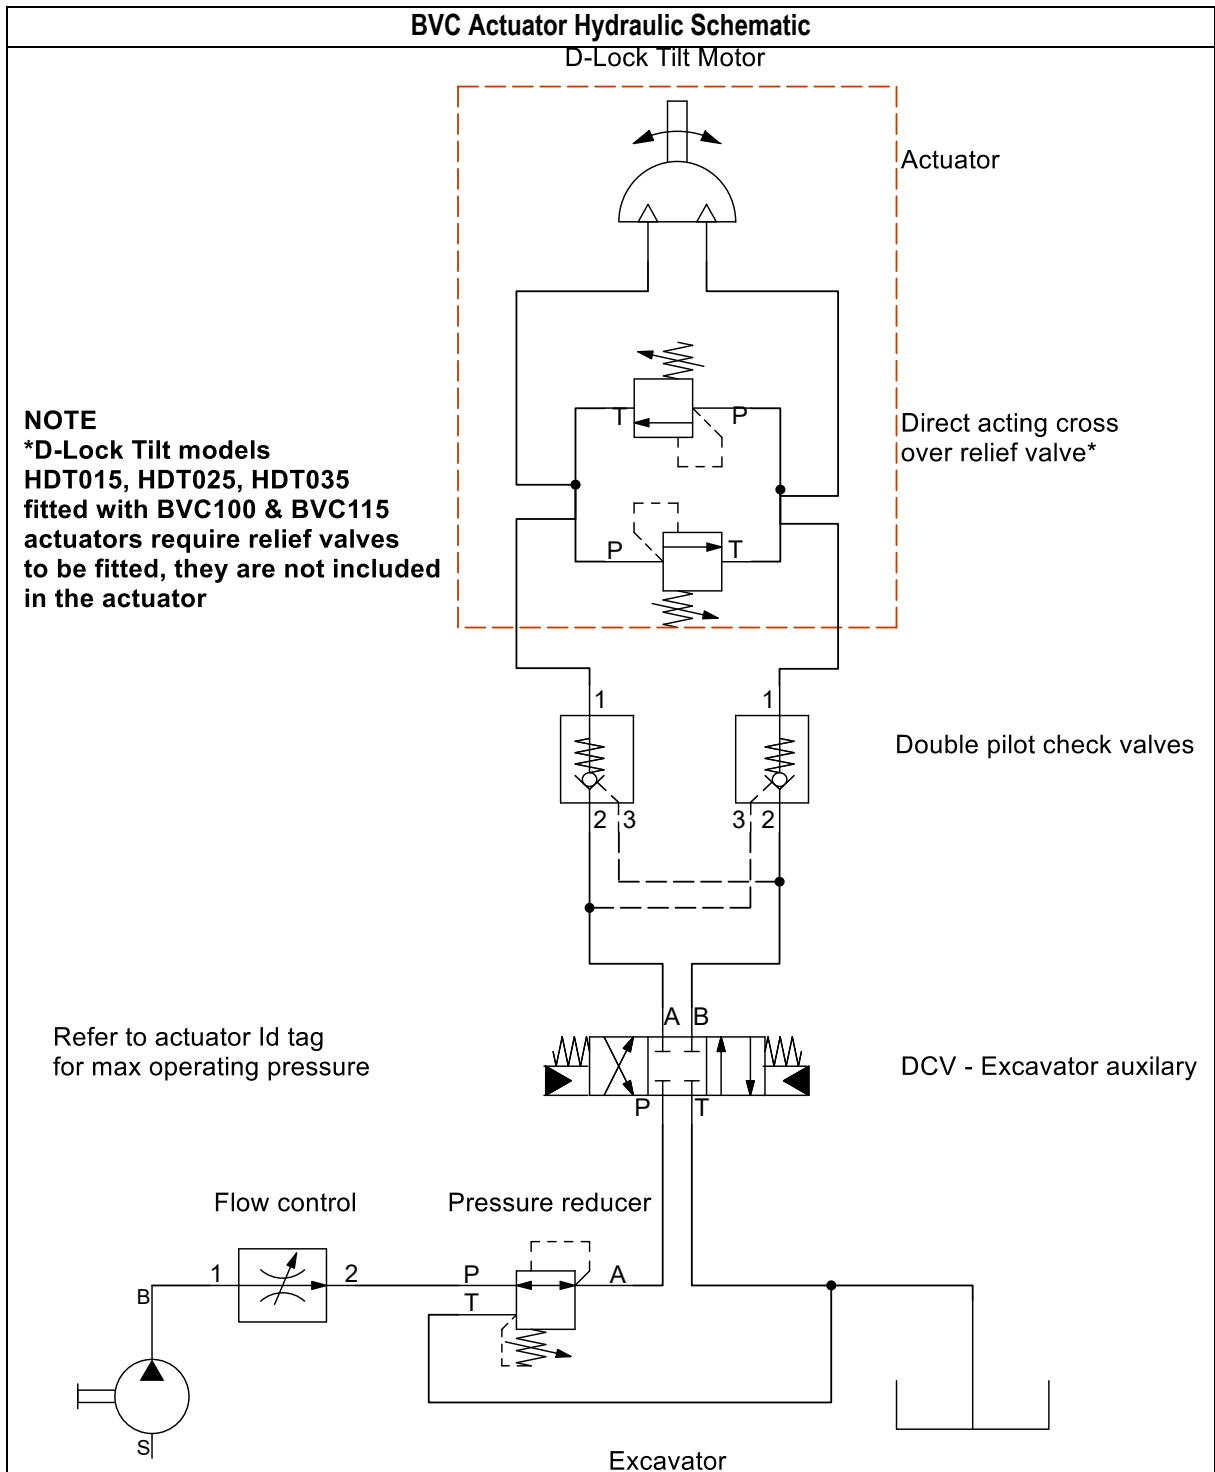 BVC Actuator Hydraulic Schematic
D-Lock Tilt Motor
Actuator
T
P
Direct acting cross
over relief valve*
NOTE
*D-Lock Tilt models
HDT015, HDT025, HDT035
fitted with BVC100 & BVC115
actuators require relief valves
to be fitted, they are not included
in the actuator
P
T
1
1
Double pilot check valves
2 3
3 2
A B
Refer to actuator Id tag
for max operating pressure
DCV - Excavator auxilary
P T
Flow control
Pressure reducer
1
2
P
A
T
B
S
Excavator